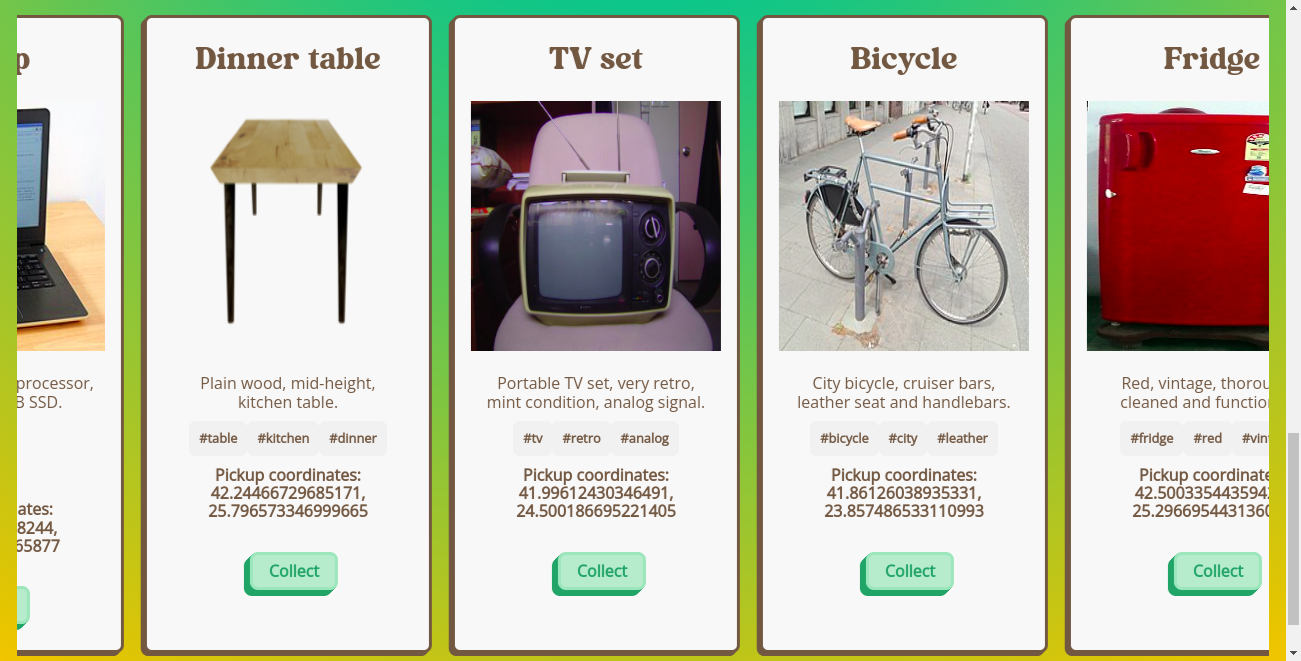 p
processor,
B SSD.
ates:
8244,
65877
Dinner table
Plain wood, mid-height,
kitchen table.
#table #kitchen #dinner
Pickup coordinates:
42.24466729685171,
25.796573346999665
Collect
TV set
Portable TV set, very retro,
mint condition, analog signal.
#tv #retro #analog
Pickup coordinates:
41.99612430346491,
24.500186695221405
Collect
Bicycle
City bicycle, cruiser bars,
leather seat and handlebars.
#bicycle #city #leather
Pickup coordinates:
41.86126038935331,
23.857486533110993
Collect
Fridge
Red, vintage, thorou
cleaned and function
#fridge #red #vint
Pickup coordinate
42.500335443594
25.296695443136
Collect